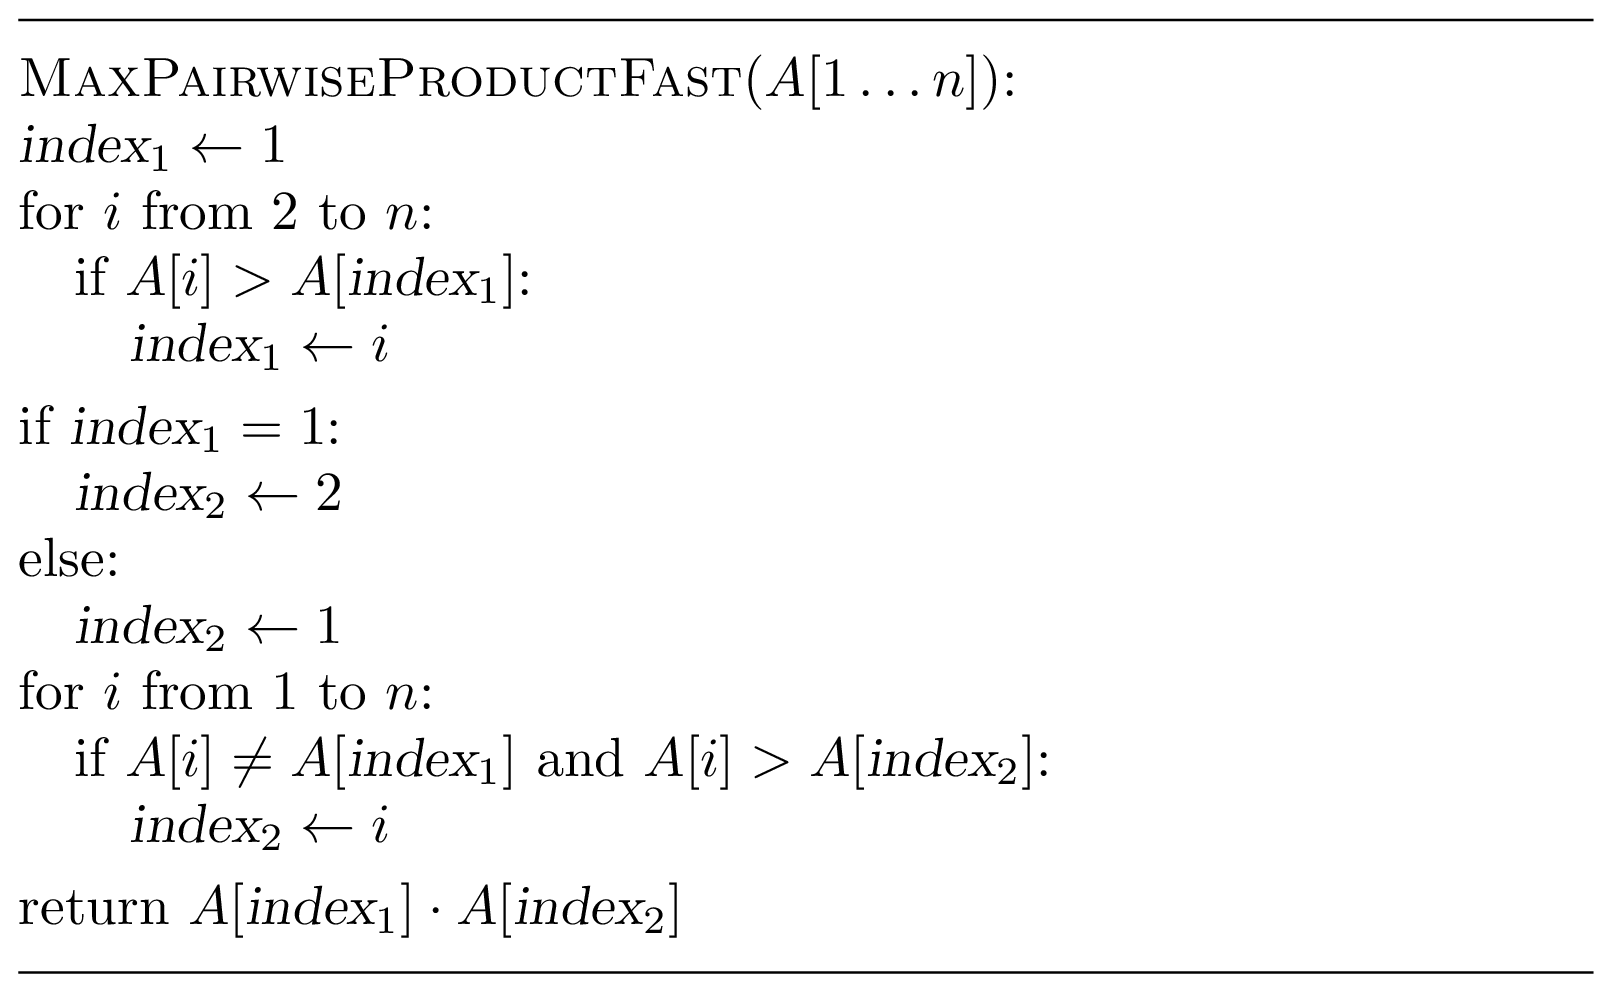 MAXPAIRWISEPRODUCTFAST(A[1 . . . n]):
index₁ ← 1
for i from 2 to n:
if A[i] > A[index₁]:
index₁ ← i
if index₁ = 1:
index₂ ← 2
else:
index₂ ← 1
for i from 1 to n:
if A[i] ≠ A[index₁] and A[i] > A[index₂]:
index₂ ← i
return A[index₁] · A[index₂]